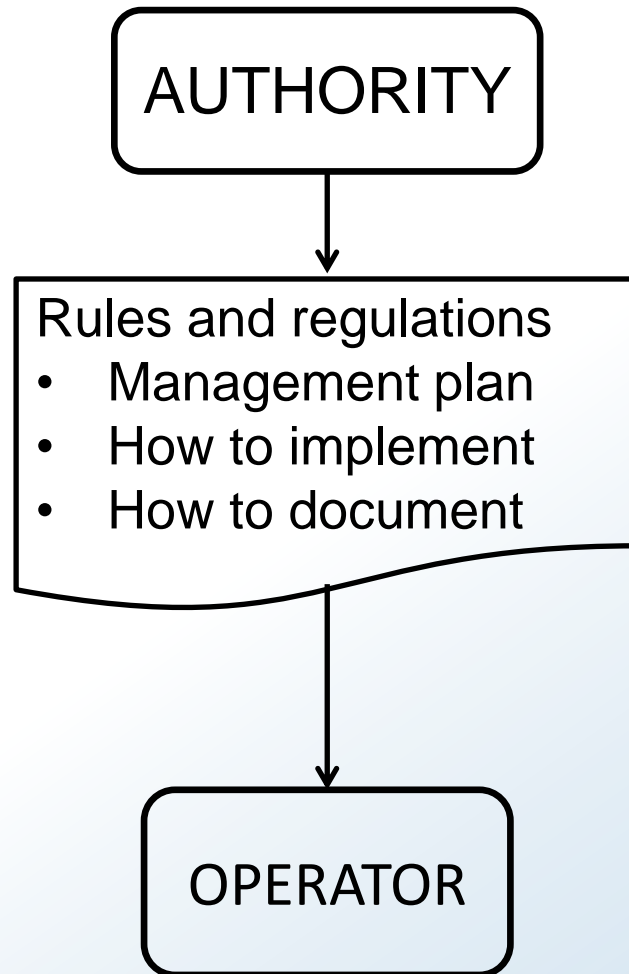 AUTHORITY
Rules and regulations
• Management plan
• How to implement
• How to document
OPERATOR